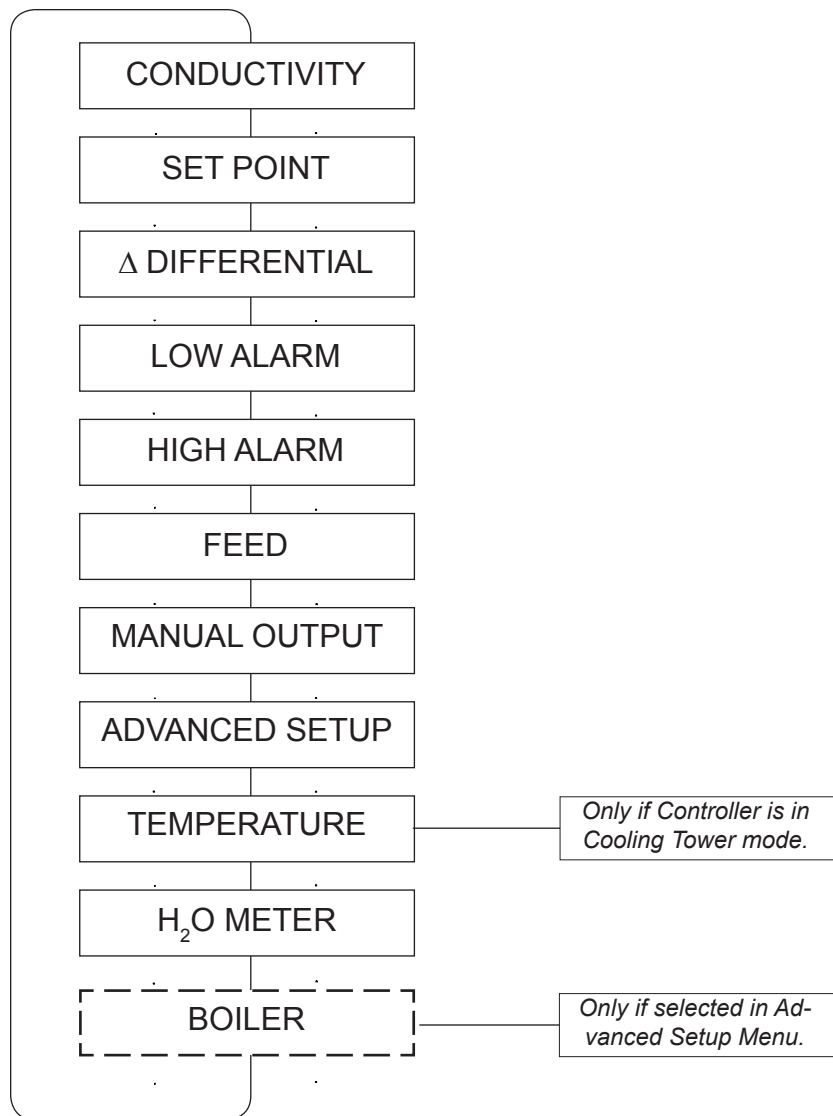 CONDUCTIVITY
SET POINT
Δ DIFFERENTIAL
LOW ALARM
HIGH ALARM
FEED
MANUAL OUTPUT
ADVANCED SETUP
TEMPERATURE
Only if Controller is in
Cooling Tower mode.
H₂O METER
BOILER
Only if selected in Ad-
vanced Setup Menu.